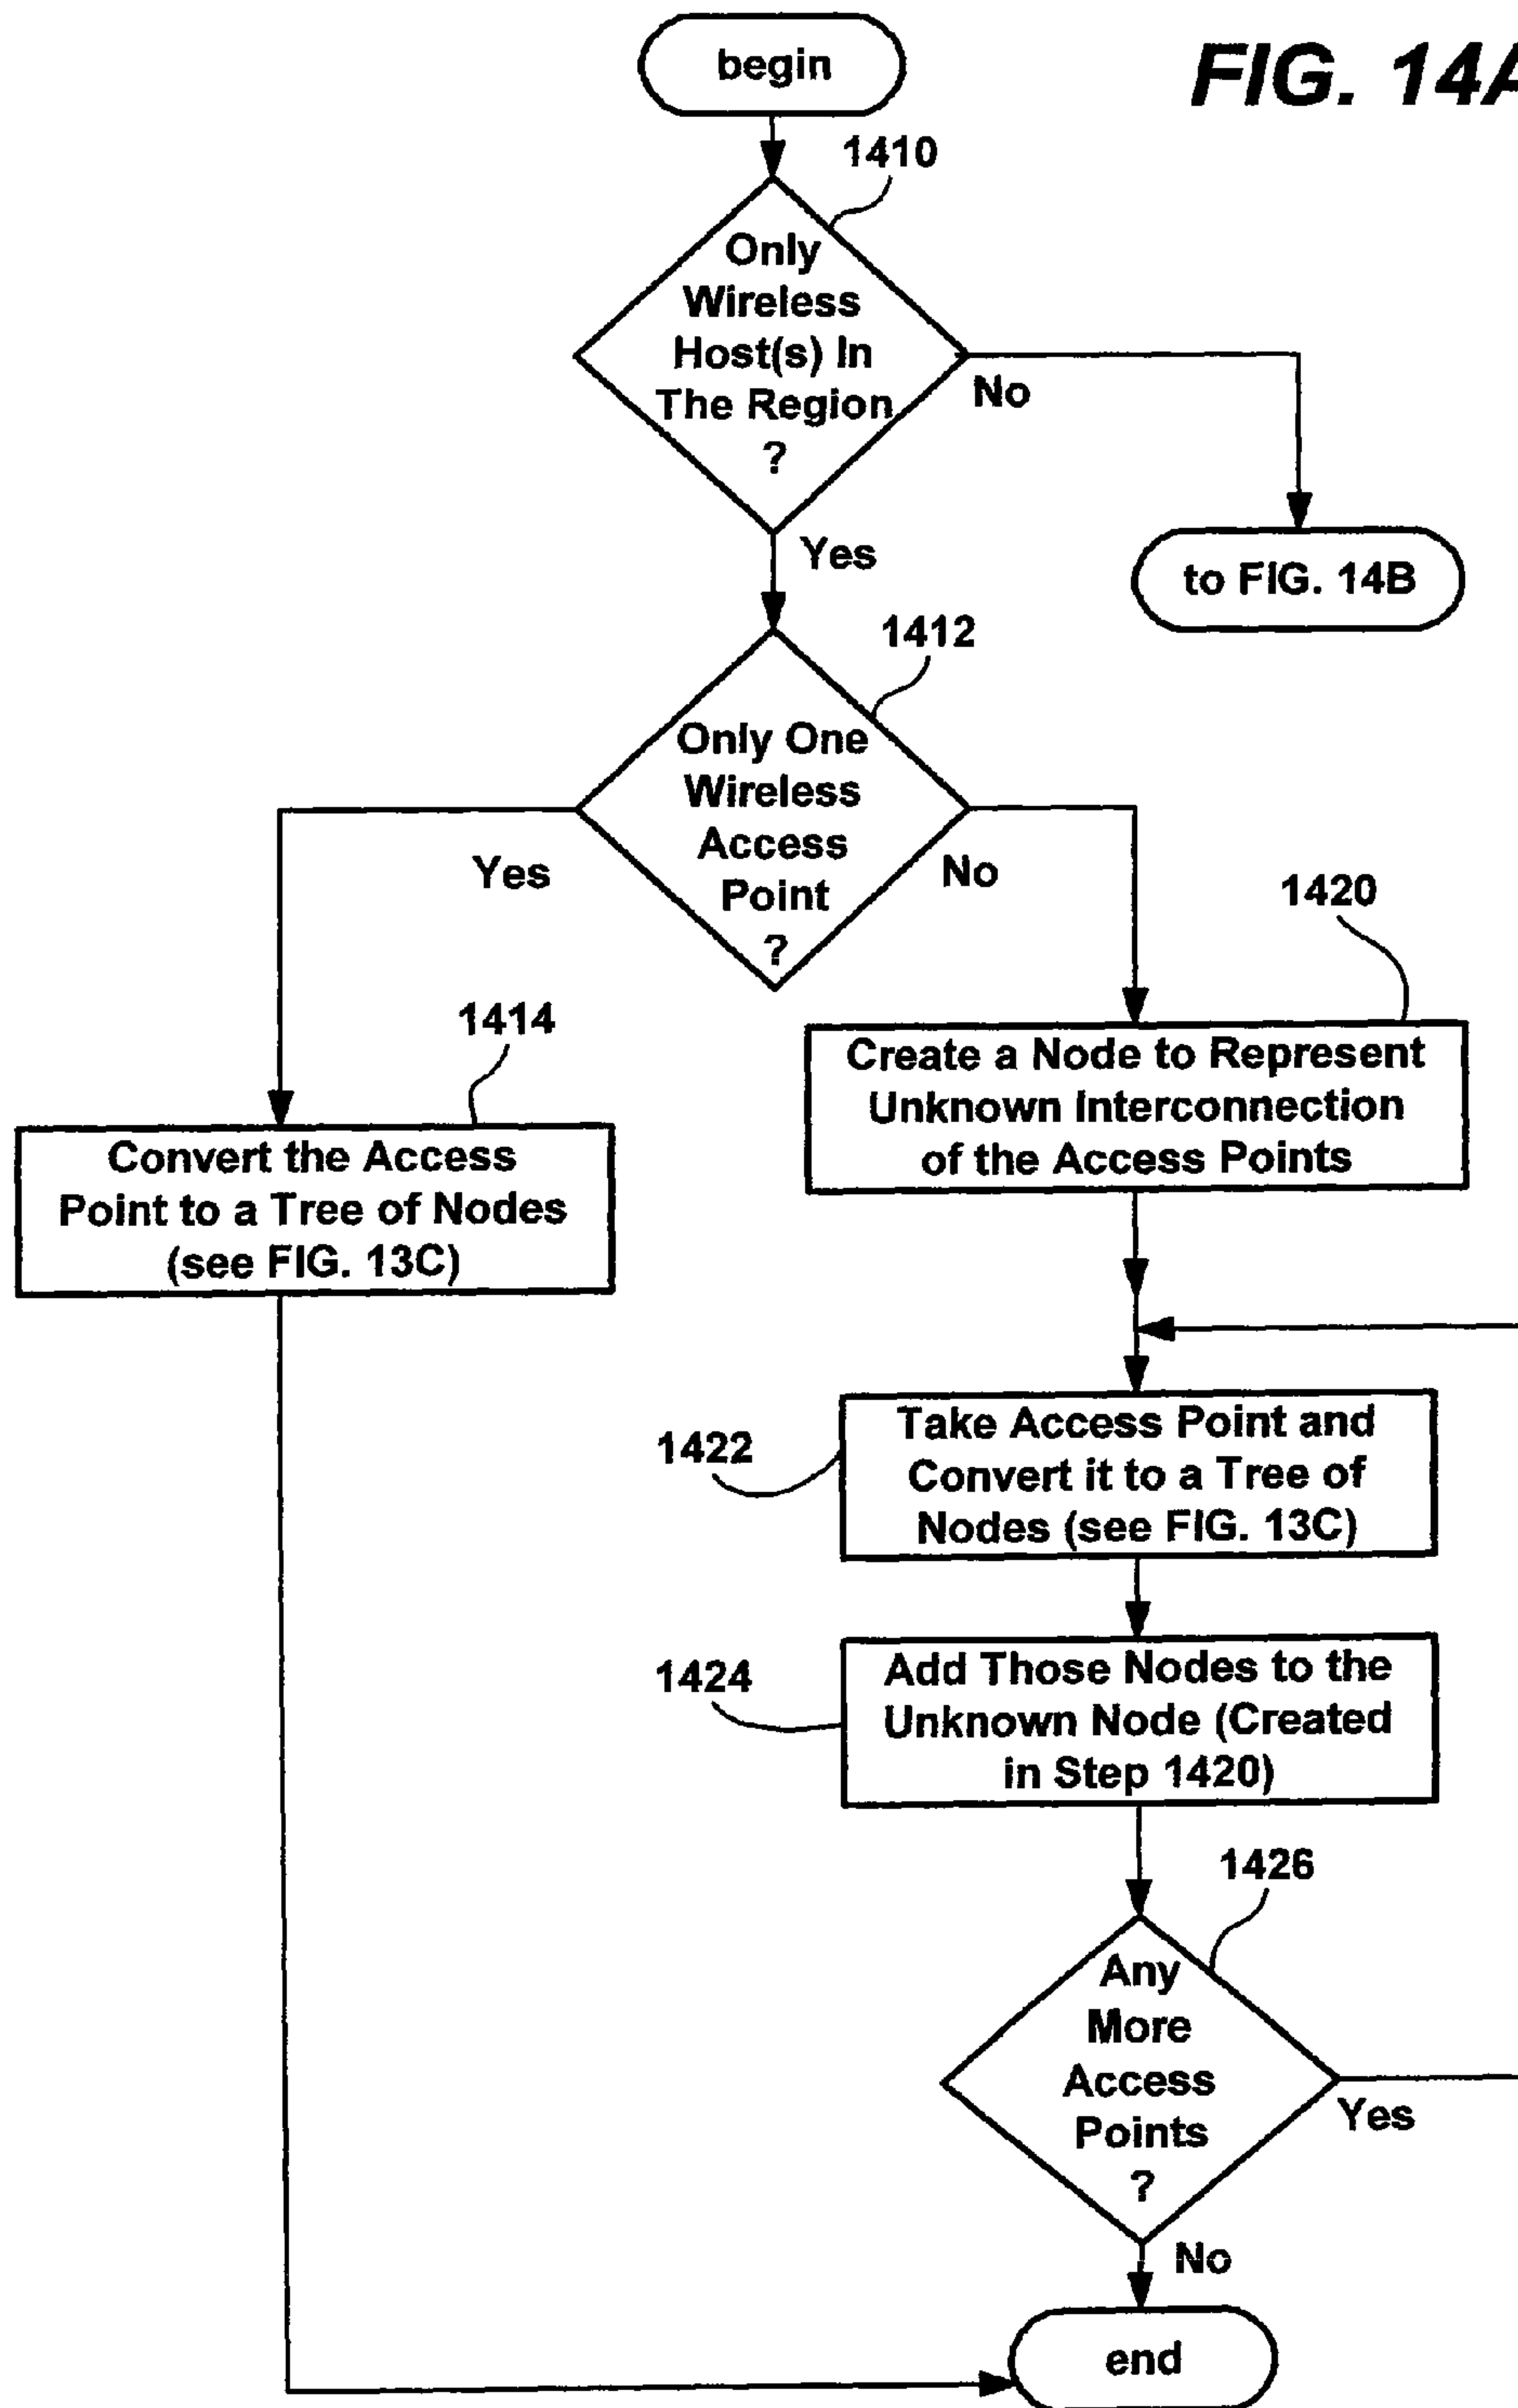 begin
FIG. 14A
1410
Only
Wireless
Host(s) In
The Region
?
No
Yes
to FIG. 14B
1412
Only One
Wireless
Access
Point
?
Yes
No
1420
1414
Create a Node to Represent
Unknown Interconnection
of the Access Points
Convert the Access
Point to a Tree of Nodes
(see FIG. 13C)
1422
Take Access Point and
Convert it to a Tree of
Nodes (see FIG. 13C)
1424
Add Those Nodes to the
Unknown Node (Created
in Step 1420)
1426
Any
More
Access
Points
?
Yes
No
end